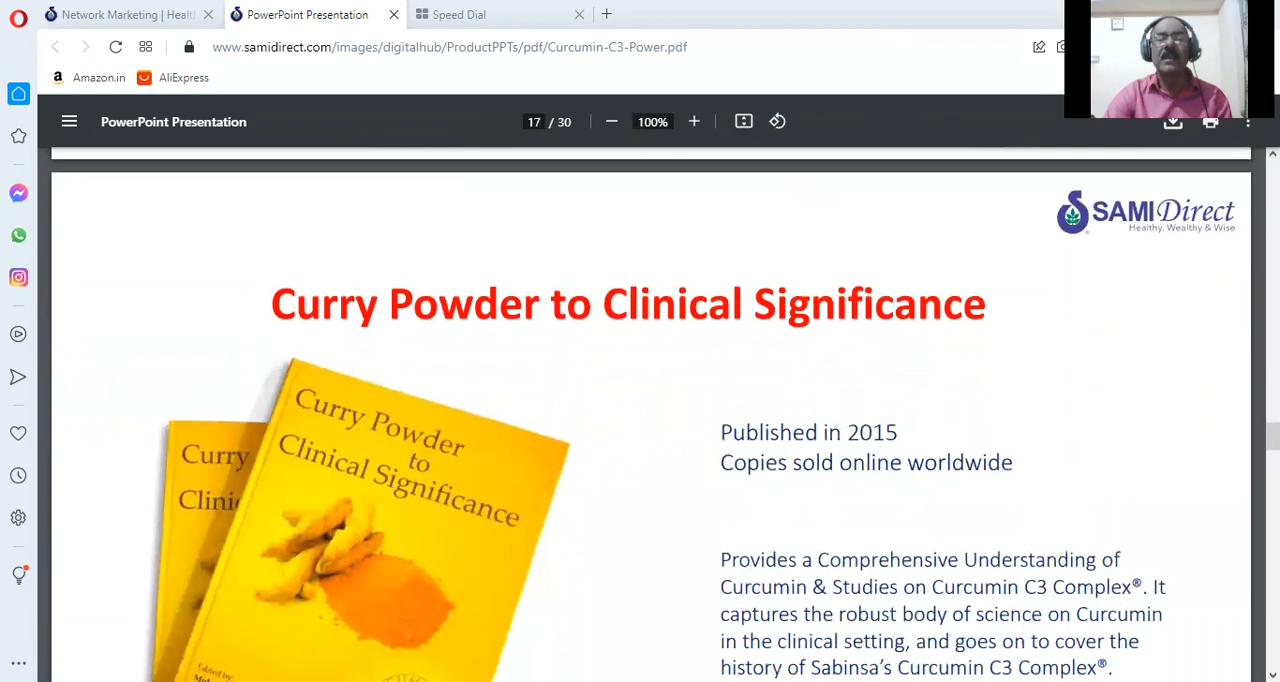 Network Marketing | Healt
PowerPoint Presentation
Speed Dial
www.samidirect.com/images/digitalhub/ProductPPTs/pdf/Curcumin-C3-Power.pdf
Amazon.in
AliExpress
PowerPoint Presentation
17 / 30
100%
SAMI Direct
Healthy, Wealthy & Wise
Curry Powder to Clinical Significance
Curry Powder
to
Clinical Significance
Curry
Clini
Edited by:
Published in 2015
Copies sold online worldwide
Provides a Comprehensive Understanding of
Curcumin & Studies on Curcumin C3 Complex®. It
captures the robust body of science on Curcumin
in the clinical setting, and goes on to cover the
history of Sabinsa's Curcumin C3 Complex®.